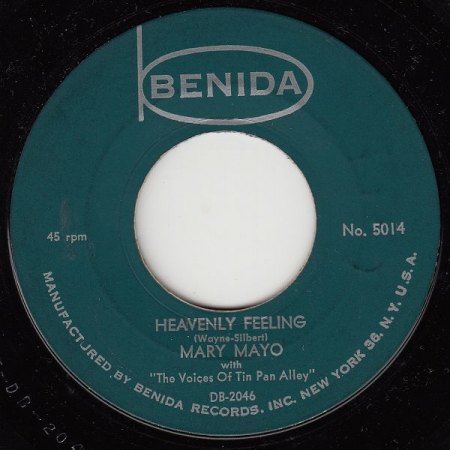 BENIDA
45 rpm
No. 5014
HEAVENLY FEELING
(Wayne-Silbert)
MARY MAYO
with
"The Voices Of Tin Pan Alley"
DB-2046
MANUFACTURED BY BENIDA RECORDS, INC. NEW YORK 36, N.Y. U.S.A.